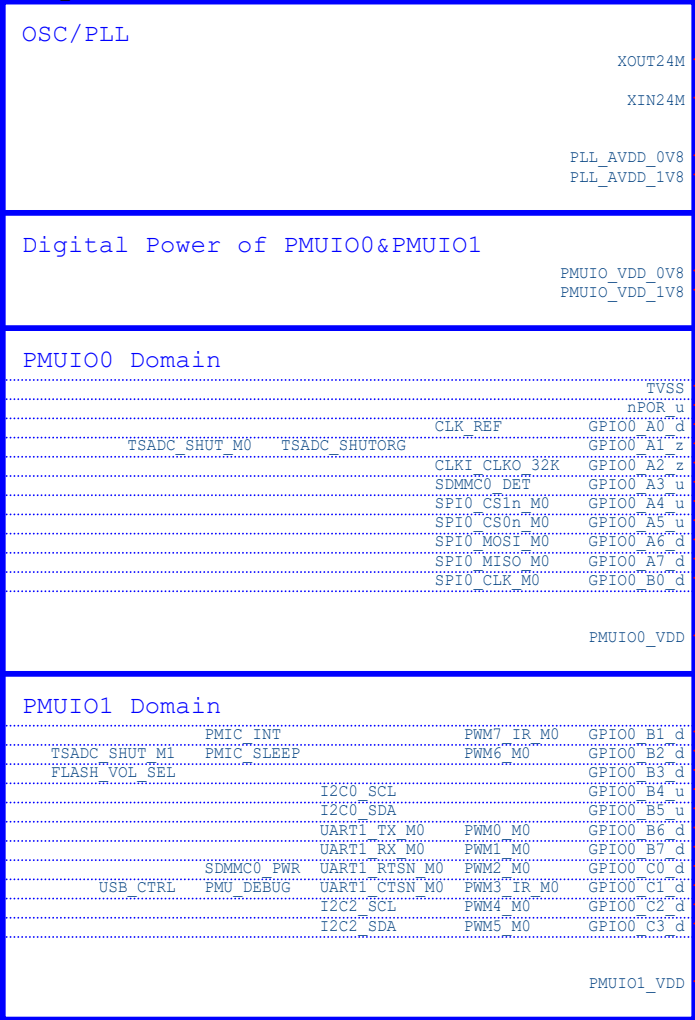 OSC/PLL
XOUT24M
XIN24M
PLL_AVDD_0V8
PLL_AVDD_1V8
Digital Power of PMUIO0&PMUIO1
PMUIO_VDD_0V8
PMUIO_VDD_1V8
PMUIO0 Domain
TVSS
nPOR_u
CLK_REF GPIO0_A0_d
TSADC_SHUT_M0 TSADC_SHUTORG GPIO0_A1_z
CLKI_CLKO_32K GPIO0_A2_z
SDMMC0_DET GPIO0_A3_u
SPI0_CS1n_M0 GPIO0_A4_u
SPI0_CS0n_M0 GPIO0_A5_u
SPI0_MOSI_M0 GPIO0_A6_d
SPI0_MISO_M0 GPIO0_A7_d
SPI0_CLK_M0 GPIO0_B0_d
PMUIO0_VDD
PMUIO1 Domain
PMIC_INT PWM7_IR_M0 GPIO0_B1_d
TSADC_SHUT_M1 PMIC_SLEEP PWM6_M0 GPIO0_B2_d
FLASH_VOL_SEL GPIO0_B3_d
I2C0_SCL GPIO0_B4_u
I2C0_SDA GPIO0_B5_u
UART1_TX_M0 PWM0_M0 GPIO0_B6_d
UART1_RX_M0 PWM1_M0 GPIO0_B7_d
SDMMC0_PWR UART1_RTSN_M0 PWM2_M0 GPIO0_C0_d
USB_CTRL PMU_DEBUG UART1_CTSN_M0 PWM3_IR_M0 GPIO0_C1_d
I2C2_SCL PWM4_M0 GPIO0_C2_d
I2C2_SDA PWM5_M0 GPIO0_C3_d
PMUIO1_VDD